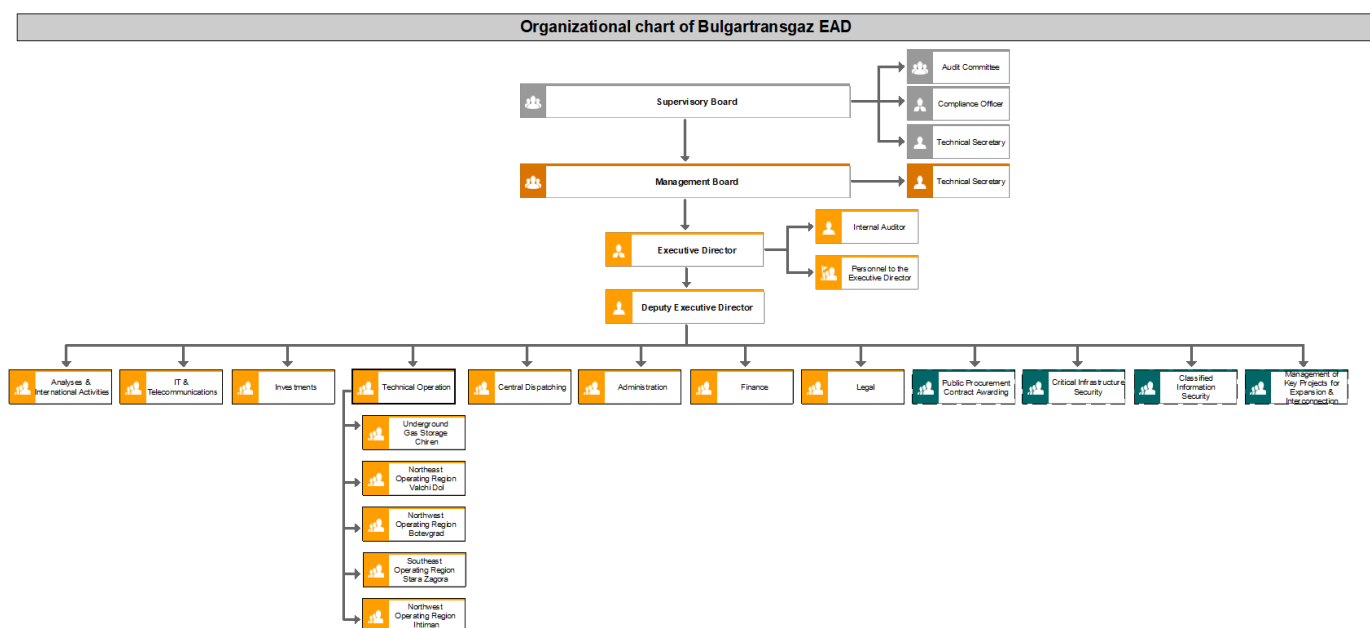 Organizational chart of Bulgartransgaz EAD
Audit Committee
Supervisory Board
Compliance Officer
Technical Secretary
Management Board
Technical Secretary
Internal Auditor
Executive Director
Personnel to the
Executive Director
Deputy Executive Director
Analyses &
International Activities
IT &
Telecommunications
Investments
Technical Operation
Central Dispatching
Administration
Finance
Legal
Public Procurement
Contract Awarding
Critical Infrastructure
Security
Classified
Information
Security
Management of
Key Projects for
Expansion &
Interconnection
Underground
Gas Storage
Chiren
Northeast
Operating Region
Valchi Dol
Northwest
Operating Region
Botevgrad
Southeast
Operating Region
Stara Zagora
Northwest
Operating Region
Ihtiman